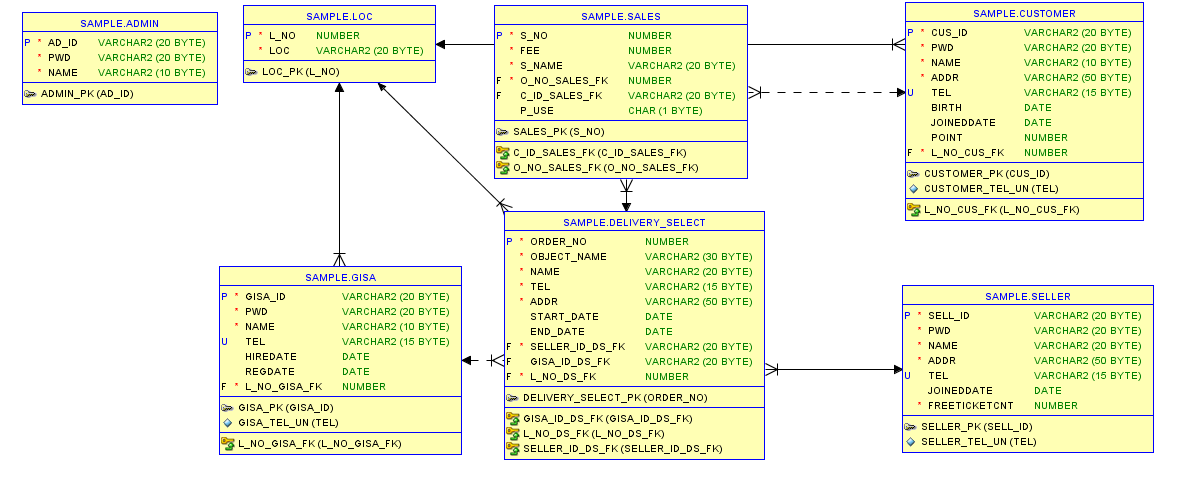 SAMPLE.ADMIN
P * AD_ID VARCHAR2 (20 BYTE)
* PWD VARCHAR2 (20 BYTE)
* NAME VARCHAR2 (10 BYTE)
ADMIN_PK (AD_ID)
SAMPLE.LOC
P * L_NO NUMBER
* LOC VARCHAR2 (20 BYTE)
LOC_PK (L_NO)
SAMPLE.SALES
P * S_NO NUMBER
* FEE NUMBER
* S_NAME VARCHAR2 (20 BYTE)
F * O_NO_SALES_FK NUMBER
F C_ID_SALES_FK VARCHAR2 (20 BYTE)
P_USE CHAR (1 BYTE)
SALES_PK (S_NO)
C_ID_SALES_FK (C_ID_SALES_FK)
O_NO_SALES_FK (O_NO_SALES_FK)
SAMPLE.CUSTOMER
P * CUS_ID VARCHAR2 (20 BYTE)
* PWD VARCHAR2 (20 BYTE)
* NAME VARCHAR2 (10 BYTE)
* ADDR VARCHAR2 (50 BYTE)
U TEL VARCHAR2 (15 BYTE)
BIRTH DATE
JOINEDDATE DATE
POINT NUMBER
F * L_NO_CUS_FK NUMBER
CUSTOMER_PK (CUS_ID)
CUSTOMER_TEL_UN (TEL)
L_NO_CUS_FK (L_NO_CUS_FK)
SAMPLE.GISA
P * GISA_ID VARCHAR2 (20 BYTE)
* PWD VARCHAR2 (20 BYTE)
* NAME VARCHAR2 (10 BYTE)
U TEL VARCHAR2 (15 BYTE)
HIREDATE DATE
REGDATE DATE
F * L_NO_GISA_FK NUMBER
GISA_PK (GISA_ID)
GISA_TEL_UN (TEL)
L_NO_GISA_FK (L_NO_GISA_FK)
SAMPLE.DELIVERY_SELECT
P * ORDER_NO NUMBER
* OBJECT_NAME VARCHAR2 (30 BYTE)
* NAME VARCHAR2 (20 BYTE)
* TEL VARCHAR2 (15 BYTE)
* ADDR VARCHAR2 (50 BYTE)
START_DATE DATE
END_DATE DATE
F * SELLER_ID_DS_FK VARCHAR2 (20 BYTE)
F GISA_ID_DS_FK VARCHAR2 (20 BYTE)
F * L_NO_DS_FK NUMBER
DELIVERY_SELECT_PK (ORDER_NO)
GISA_ID_DS_FK (GISA_ID_DS_FK)
L_NO_DS_FK (L_NO_DS_FK)
SELLER_ID_DS_FK (SELLER_ID_DS_FK)
SAMPLE.SELLER
P * SELL_ID VARCHAR2 (20 BYTE)
* PWD VARCHAR2 (20 BYTE)
* NAME VARCHAR2 (20 BYTE)
* ADDR VARCHAR2 (50 BYTE)
U TEL VARCHAR2 (15 BYTE)
JOINEDDATE DATE
* FREETICKETCNT NUMBER
SELLER_PK (SELL_ID)
SELLER_TEL_UN (TEL)